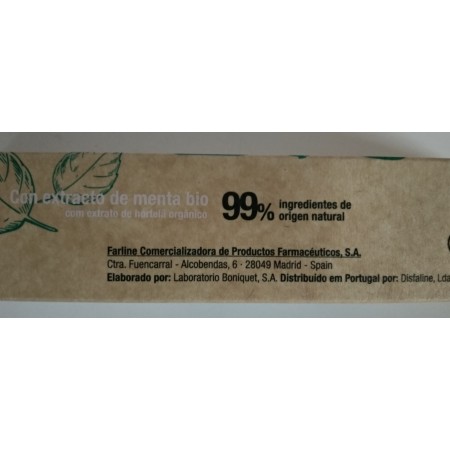 Con extracto de menta bio
com extrato de hortelã orgânico
99%
ingredientes de
origen natural
Farline Comercializadora de Productos Farmacéuticos, S.A.
Ctra. Fuencarral - Alcobendas, 6 · 28049 Madrid - Spain
Elaborado por: Laboratorio Boniquet, S.A. Distribuido em Portugal por: Disfaline, Lda